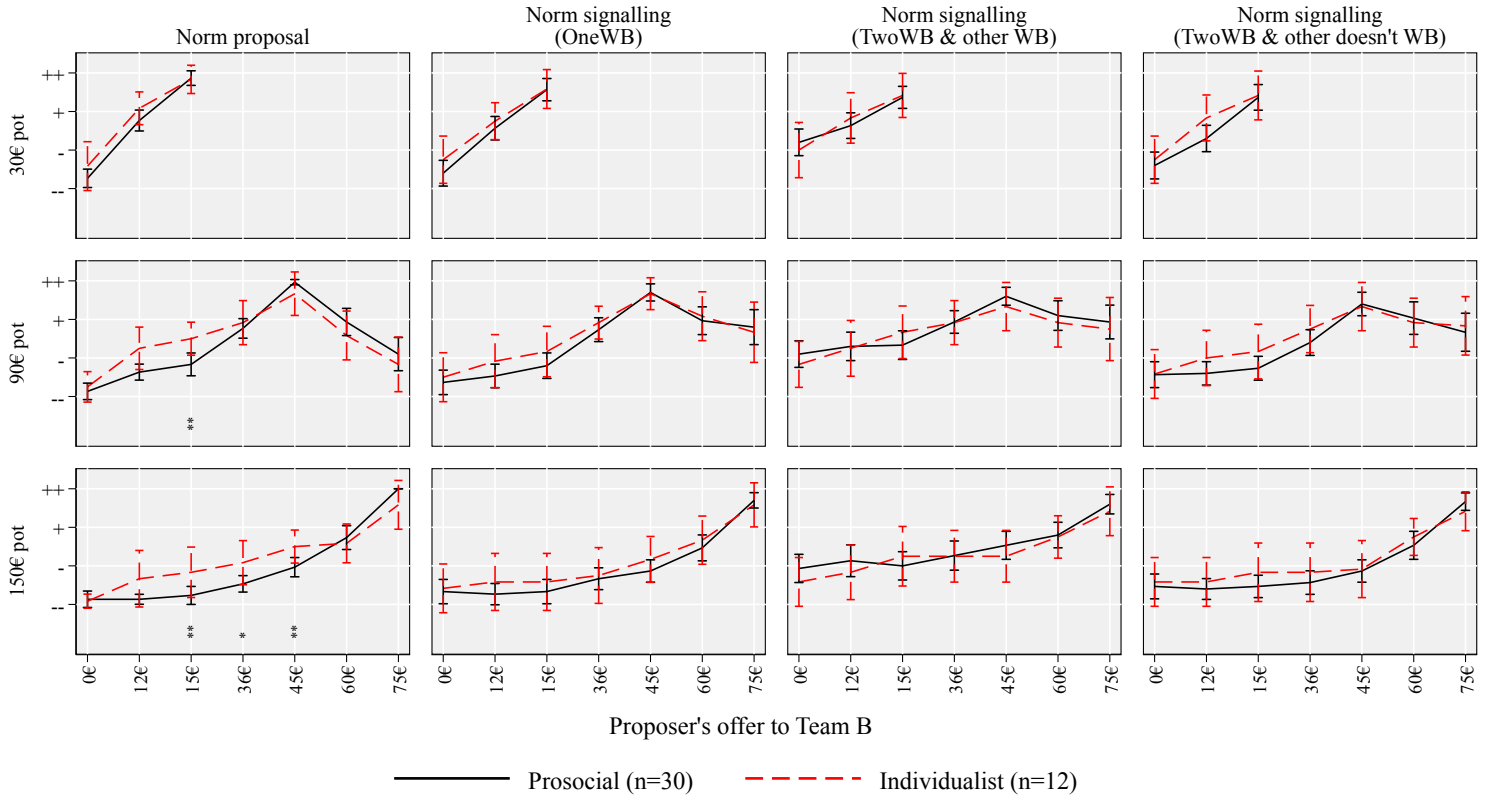 Norm proposal
Norm signalling
(OneWB)
Norm signalling
(TwoWB & other WB)
Norm signalling
(TwoWB & other doesn't WB)
30€ pot
++
+
-
--
90€ pot
++
+
-
--
**
150€ pot
++
+
-
--
** * **
0€ 12€ 15€ 36€ 45€ 60€ 75€
0€ 12€ 15€ 36€ 45€ 60€ 75€
0€ 12€ 15€ 36€ 45€ 60€ 75€
0€ 12€ 15€ 36€ 45€ 60€ 75€
Proposer's offer to Team B
Prosocial (n=30) Individualist (n=12)